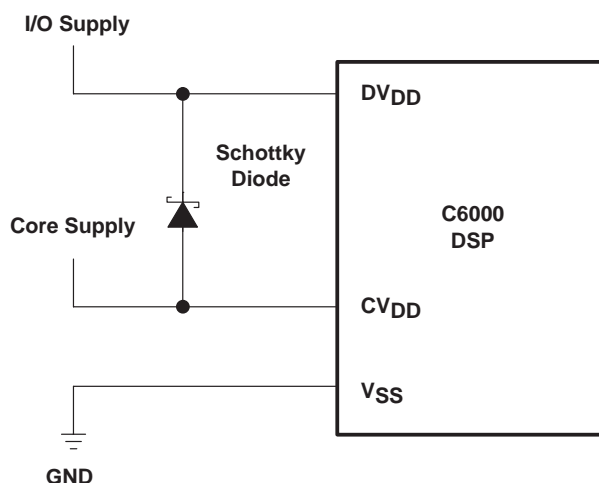 I/O Supply
DVDD
Schottky
Diode
C6000
DSP
Core Supply
CVDD
VSS
GND